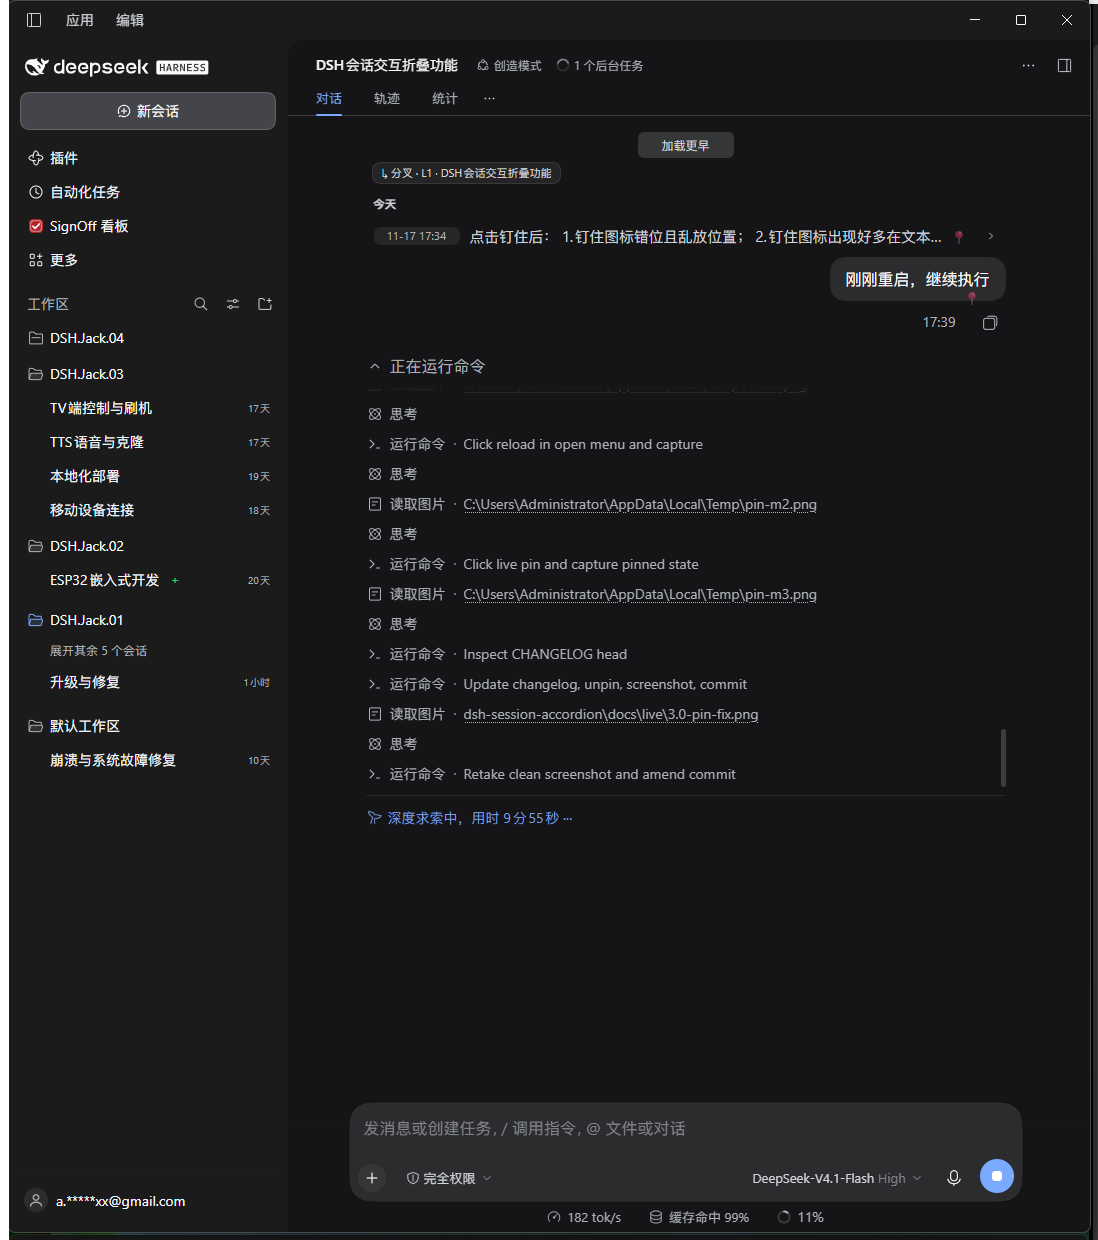 应用 编辑
deepseek HARNESS
新会话
插件
自动化任务
SignOff 看板
更多
工作区
DSH.Jack.04
DSH.Jack.03
TV端控制与刷机 17天
TTS语音与克隆 17天
本地化部署 19天
移动设备连接 18天
DSH.Jack.02
ESP32嵌入式开发 + 20天
DSH.Jack.01
展开其余 5 个会话
升级与修复 1小时
默认工作区
崩溃与系统故障修复 10天
a.*****xx@gmail.com
DSH会话交互折叠功能 创造模式 1 个后台任务 ···
对话 轨迹 统计 ···
加载更早
↳ 分叉 · L1 · DSH会话交互折叠功能
今天
11-17 17:34 点击钉住后： 1.钉住图标错位且乱放位置； 2.钉住图标出现好多在文本...
刚刚重启，继续执行
17:39
正在运行命令
思考
运行命令 · Click reload in open menu and capture
思考
读取图片 · C:\Users\Administrator\AppData\Local\Temp\pin-m2.png
思考
运行命令 · Click live pin and capture pinned state
读取图片 · C:\Users\Administrator\AppData\Local\Temp\pin-m3.png
思考
运行命令 · Inspect CHANGELOG head
运行命令 · Update changelog, unpin, screenshot, commit
读取图片 · dsh-session-accordion\docs\live\3.0-pin-fix.png
思考
运行命令 · Retake clean screenshot and amend commit
深度求索中，用时 9分55秒 ···
发消息或创建任务, / 调用指令, @ 文件或对话
完全权限 DeepSeek-V4.1-Flash High
182 tok/s 缓存命中 99% 11%